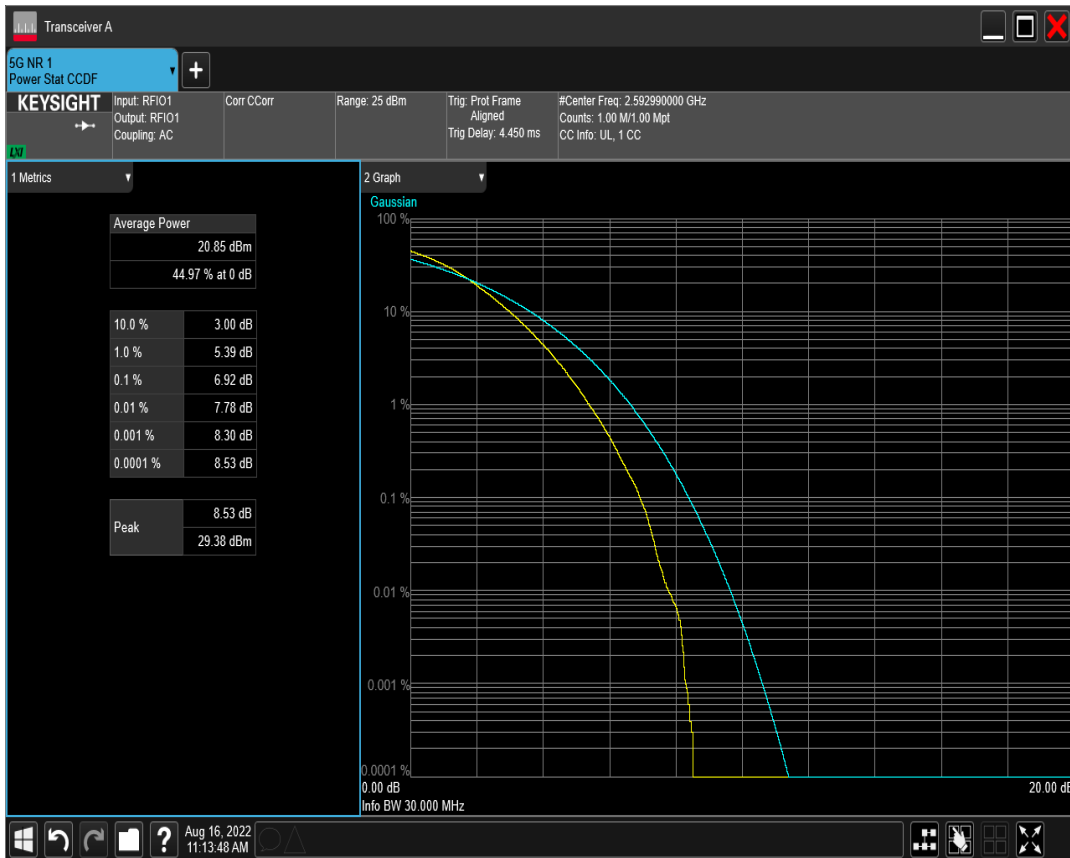 Transceiver A
5G NR 1
Power Stat CCDF
+
KEYSIGHT
LXI
Input: RFIO1
Output: RFIO1
Coupling: AC
Corr CCorr
Range: 25 dBm
Trig: Prot Frame
Aligned
Trig Delay: 4.450 ms
#Center Freq: 2.592990000 GHz
Counts: 1.00 M/1.00 Mpt
CC Info: UL, 1 CC
1 Metrics
Average Power
20.85 dBm
44.97 % at 0 dB
10.0 % 3.00 dB
1.0 % 5.39 dB
0.1 % 6.92 dB
0.01 % 7.78 dB
0.001 % 8.30 dB
0.0001 % 8.53 dB
Peak
8.53 dB
29.38 dBm
2 Graph
Gaussian
100 %
10 %
1 %
0.1 %
0.01 %
0.001 %
0.0001 %
0.00 dB
20.00 dB
Info BW 30.000 MHz
?
Aug 16, 2022
11:13:48 AM